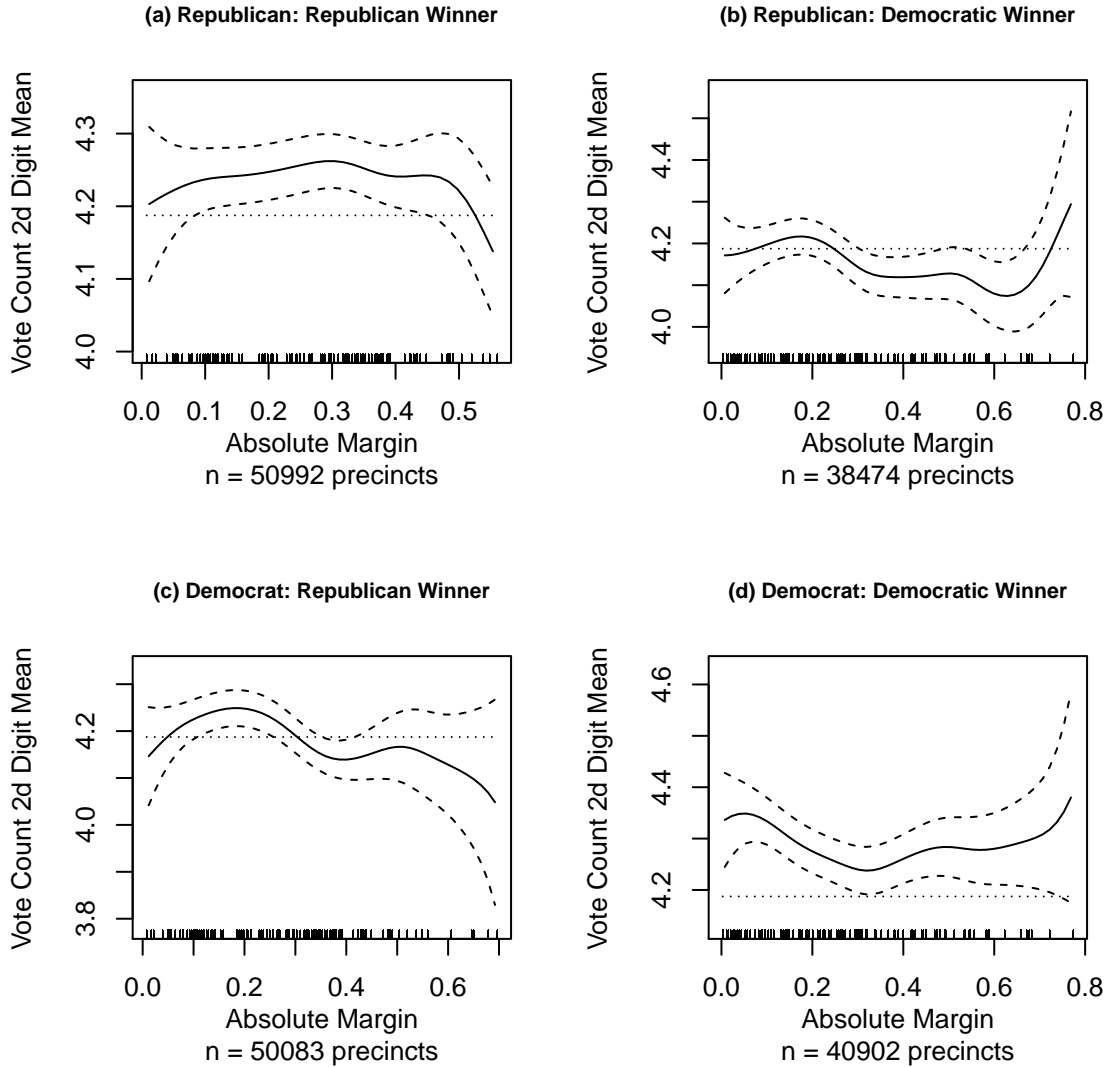 (a) Republican: Republican Winner
Vote Count 2d Digit Mean
4.0 4.1 4.2 4.3
0.0 0.1 0.2 0.3 0.4 0.5
Absolute Margin
n = 50992 precincts
(b) Republican: Democratic Winner
Vote Count 2d Digit Mean
4.0 4.2 4.4
0.0 0.2 0.4 0.6 0.8
Absolute Margin
n = 38474 precincts
(c) Democrat: Republican Winner
Vote Count 2d Digit Mean
3.8 4.0 4.2
0.0 0.2 0.4 0.6
Absolute Margin
n = 50083 precincts
(d) Democrat: Democratic Winner
Vote Count 2d Digit Mean
4.2 4.4 4.6
0.0 0.2 0.4 0.6 0.8
Absolute Margin
n = 40902 precincts